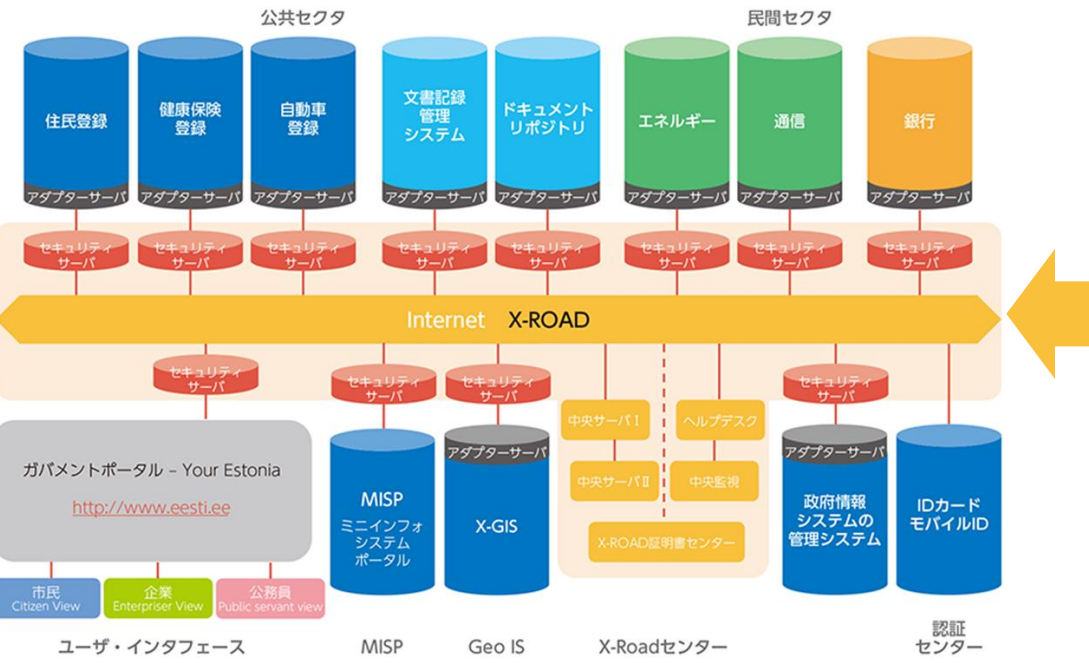 公共セクタ
民間セクタ
住民登録
健康保険
登録
自動車
登録
文書記録
管理
システム
ドキュメント
リポジトリ
エネルギー
通信
銀行
アダプターサーバ
アダプターサーバ
アダプターサーバ
アダプターサーバ
アダプターサーバ
アダプターサーバ
アダプターサーバ
アダプターサーバ
セキュリティ
サーバ
セキュリティ
サーバ
セキュリティ
サーバ
セキュリティ
サーバ
セキュリティ
サーバ
セキュリティ
サーバ
セキュリティ
サーバ
セキュリティ
サーバ
Internet X-ROAD
セキュリティ
サーバ
セキュリティ
サーバ
セキュリティ
サーバ
セキュリティ
サーバ
ガバメントポータル – Your Estonia
http://www.eesti.ee
市民
Citizen View
企業
Enterpriser View
公務員
Public servant view
MISP
ミニインフォ
システム
ポータル
アダプターサーバ
X-GIS
中央サーバⅠ
ヘルプデスク
中央サーバⅡ
中央監視
X-ROAD証明書センター
アダプターサーバ
政府情報
システムの
管理システム
IDカード
モバイルID
ユーザ・インタフェース
MISP
Geo IS
X-Roadセンター
認証
センター